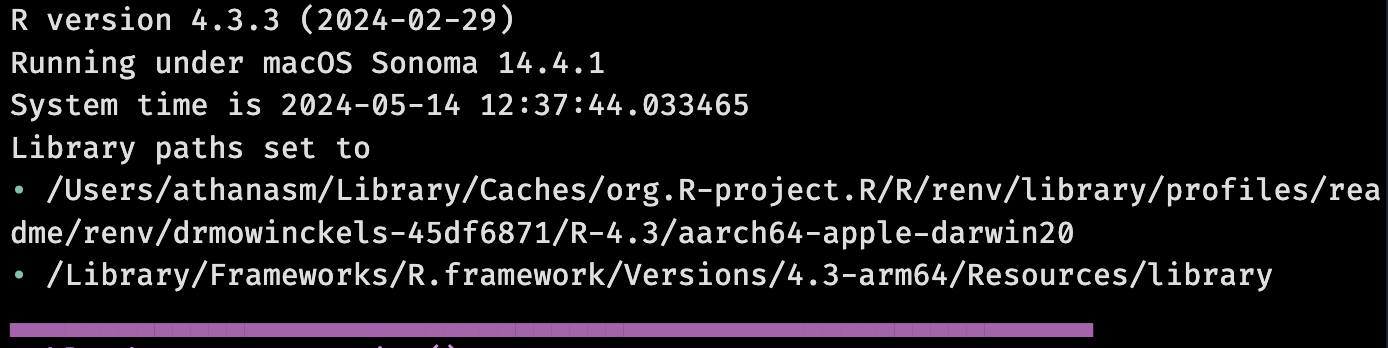 R version 4.3.3 (2024-02-29)
Running under macOS Sonoma 14.4.1
System time is 2024-05-14 12:37:44.033465
Library paths set to
• /Users/athanasm/Library/Caches/org.R-project.R/R/renv/library/profiles/rea
dme/renv/drmowinckels-45df6871/R-4.3/aarch64-apple-darwin20
• /Library/Frameworks/R.framework/Versions/4.3-arm64/Resources/library